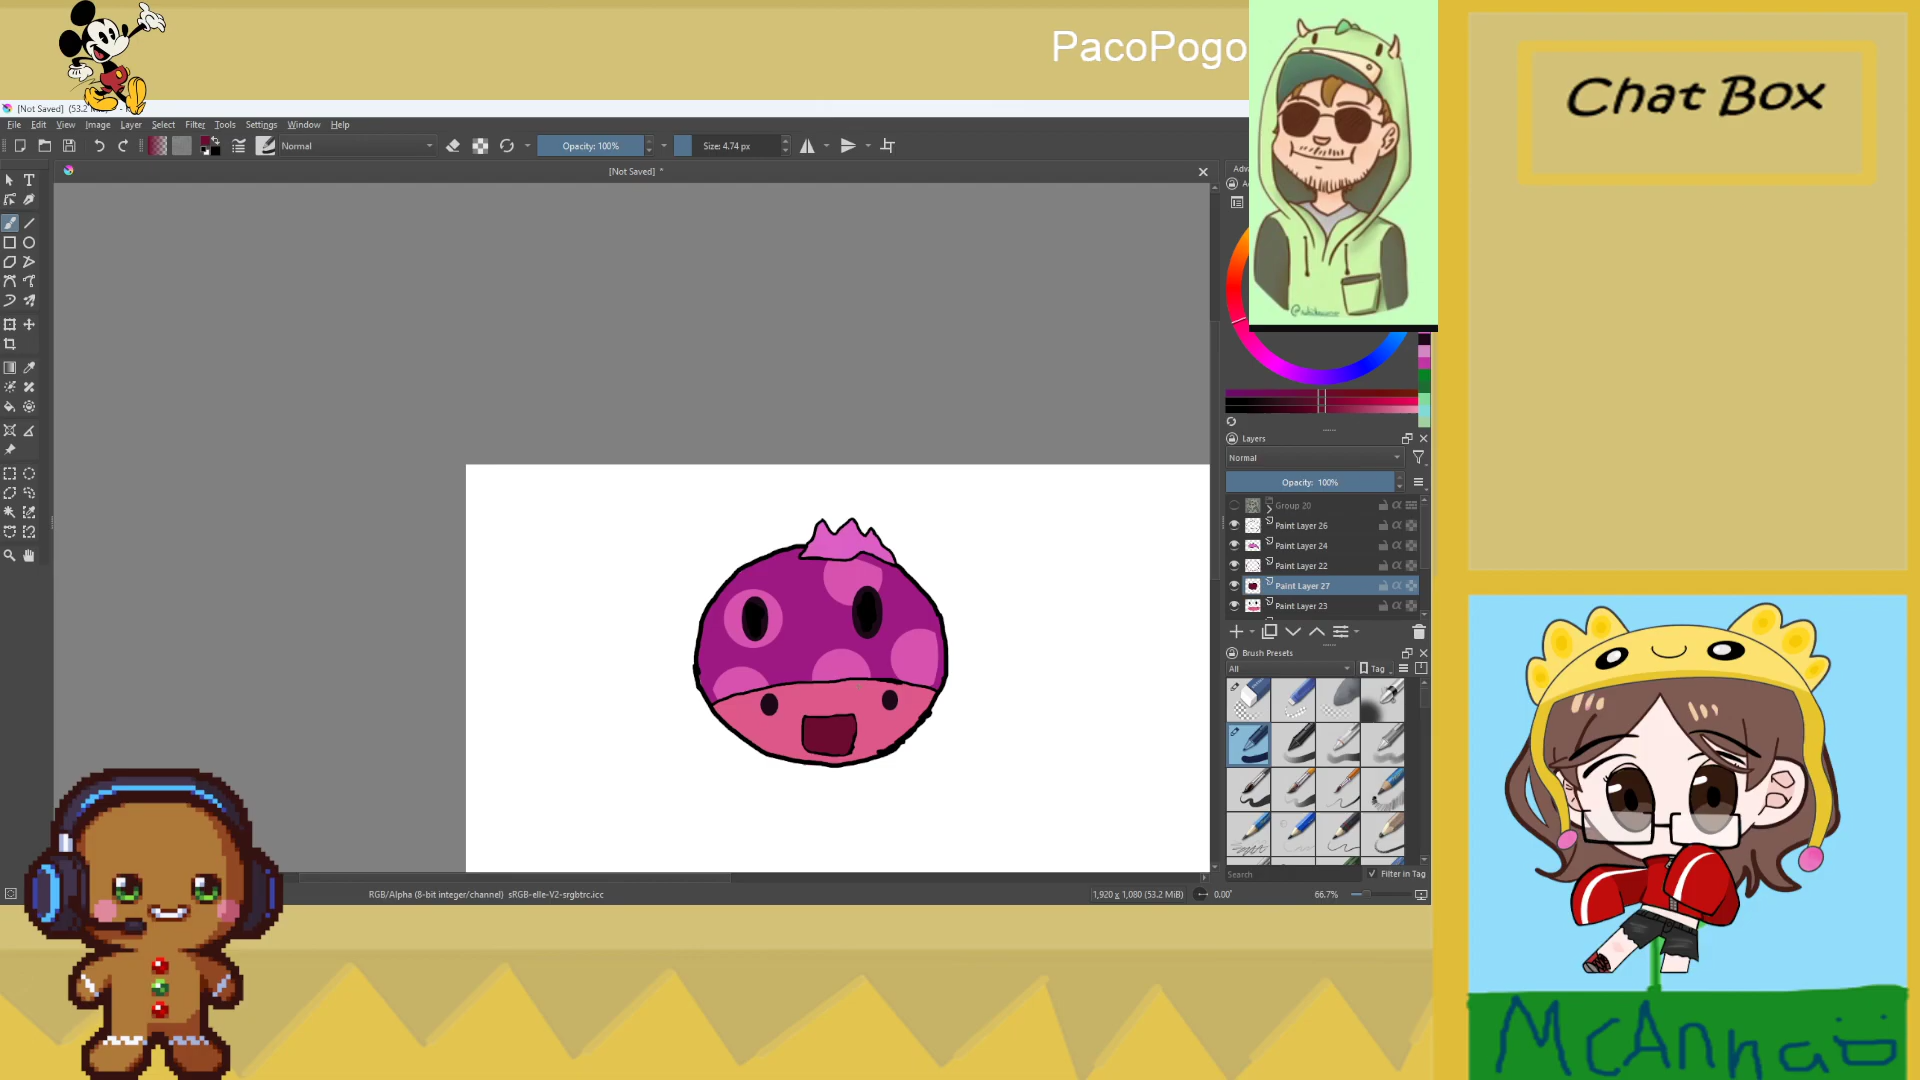 PacoPogo
Chat Box
[Not Saved] (53.2 M
File Edit View Image Layer Select Filter Tools Settings Window Help
Normal
Opacity: 100%
Size: 4.74 px
[Not Saved] *
Adva
Layers
Normal
Opacity: 100%
Group 20
Paint Layer 26
Paint Layer 24
Paint Layer 22
Paint Layer 27
Paint Layer 23
Brush Presets
All
Tag
Search
Filter in Tag
RGB/Alpha (8-bit integer/channel) sRGB-elle-V2-srgbtrc.icc
1,920 x 1,080 (53.2 MiB)
0.00°
66.7%
McAnna